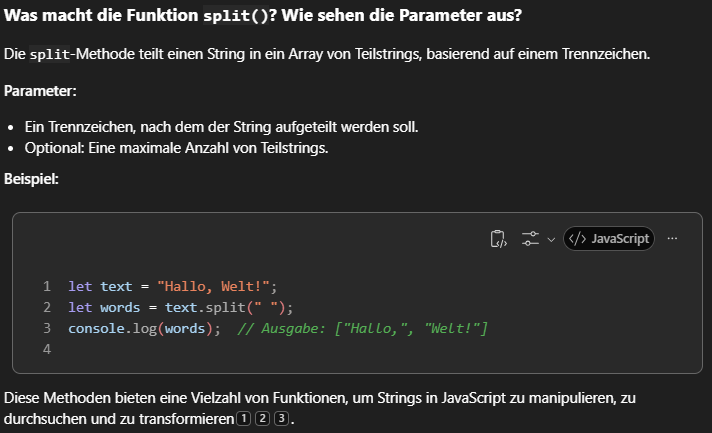 Was macht die Funktion split()? Wie sehen die Parameter aus?
Die split-Methode teilt einen String in ein Array von Teilstrings, basierend auf einem Trennzeichen.
Parameter:
• Ein Trennzeichen, nach dem der String aufgeteilt werden soll.
• Optional: Eine maximale Anzahl von Teilstrings.
Beispiel:
</> JavaScript ...
1 let text = "Hallo, Welt!";
2 let words = text.split(" ");
3 console.log(words);  // Ausgabe: ["Hallo,", "Welt!"]
4
Diese Methoden bieten eine Vielzahl von Funktionen, um Strings in JavaScript zu manipulieren, zu
durchsuchen und zu transformieren 1 2 3 .